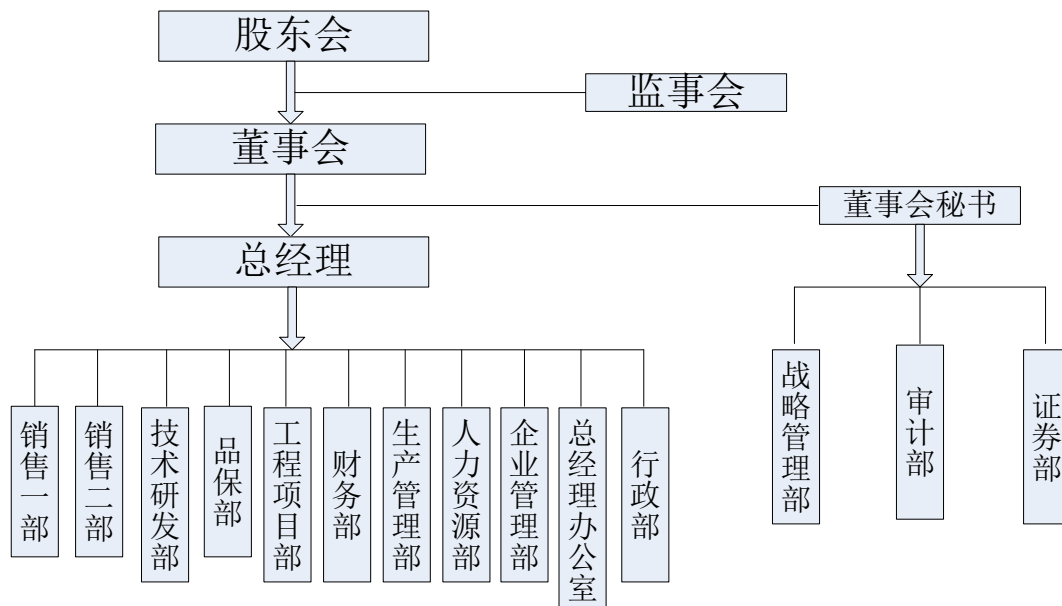 股东会
监事会
董事会
董事会秘书
总经理
销售一部
销售二部
技术研发部
品保部
工程项目部
财务部
生产管理部
人力资源部
企业管理部
总经理办公室
行政部
战略管理部
审计部
证券部